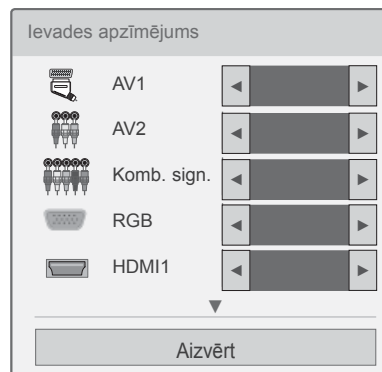 Ievades apzīmējums
AV1
AV2
Komb. sign.
RGB
HDMI1
Aizvērt